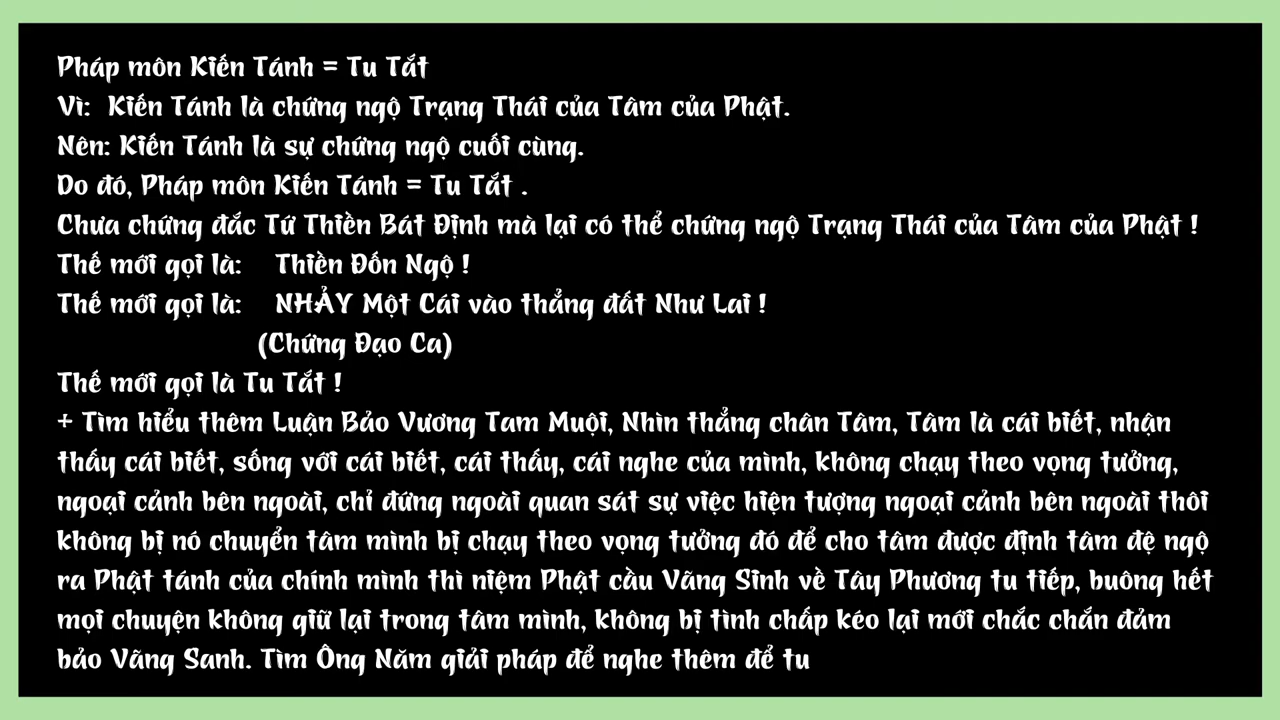 Pháp môn Kiến Tánh = Tu Tắt
Vì: Kiến Tánh là chứng ngộ Trạng Thái của Tâm của Phật.
Nên: Kiến Tánh là sự chứng ngộ cuối cùng.
Do đó, Pháp môn Kiến Tánh = Tu Tắt .
Chưa chứng đắc Tứ Thiền Bát Định mà lại có thể chứng ngộ Trạng Thái của Tâm của Phật !
Thế mới gọi là: Thiền Đốn Ngộ !
Thế mới gọi là: NHẢY Một Cái vào thẳng đất Như Lai !
(Chứng Đạo Ca)
Thế mới gọi là Tu Tắt !
+ Tìm hiểu thêm Luận Bảo Vương Tam Muội, Nhìn thẳng chân Tâm, Tâm là cái biết, nhận
thấy cái biết, sống với cái biết, cái thấy, cái nghe của mình, không chạy theo vọng tưởng,
ngoại cảnh bên ngoài, chỉ đứng ngoài quan sát sự việc hiện tượng ngoại cảnh bên ngoài thôi
không bị nó chuyển tâm mình bị chạy theo vọng tưởng đó để cho tâm được định tâm đệ ngộ
ra Phật tánh của chính mình thì niệm Phật cầu Vãng Sinh về Tây Phương tu tiếp, buông hết
mọi chuyện không giữ lại trong tâm mình, không bị tình chấp kéo lại mới chắc chắn đảm
bảo Vãng Sanh. Tìm Ông Năm giải pháp để nghe thêm để tu